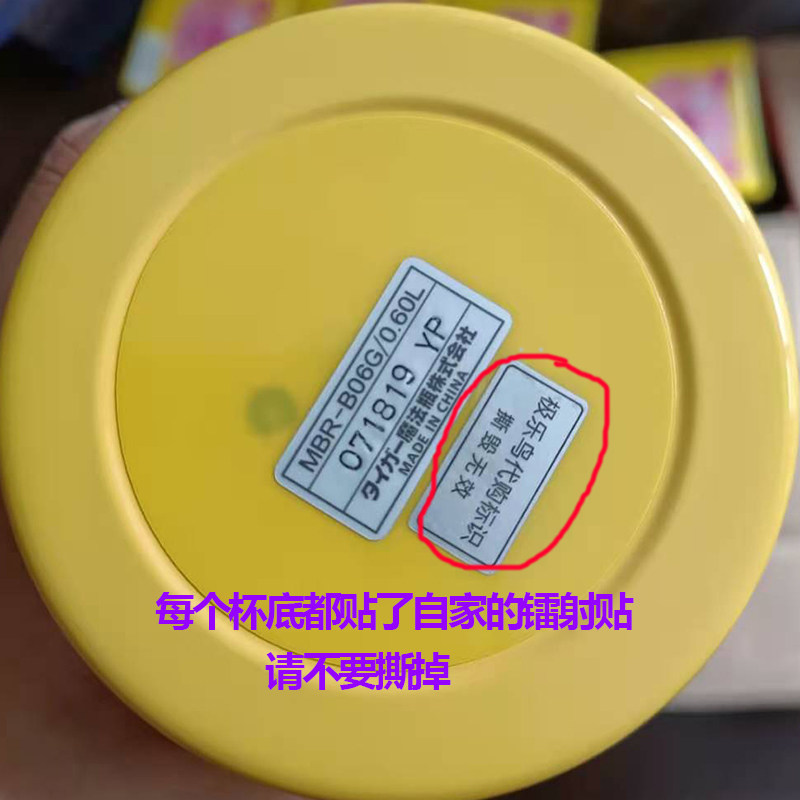 MBR-B06G/0.60L
071819 YP
タイガー魔法瓶株式会社
MADE IN CHINA
极乐鸟代购标识
撕毁无效
每个杯底都贴了自家的镭射贴
请不要撕掉